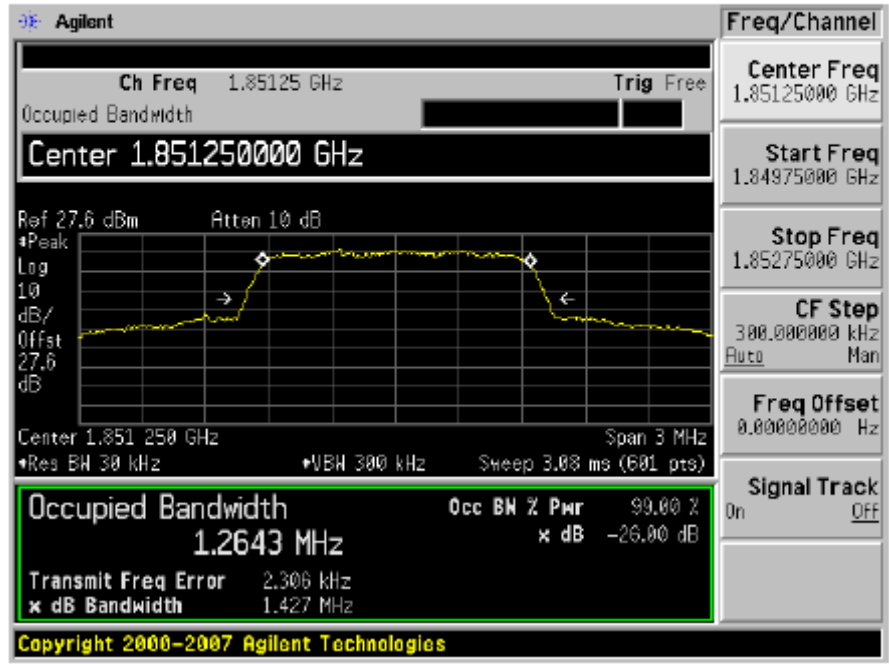 Agilent
Freq/Channel
Ch Freq 1.85125 GHz Trig Free
Occupied Bandwidth
Center 1.851250000 GHz
Ref 27.6 dBm Atten 10 dB
#Peak
Log
10
dB/
Offst
27.6
dB
Center 1.851 250 GHz Span 3 MHz
#Res BW 30 kHz #VBW 300 kHz Sweep 3.08 ms (601 pts)
Occupied Bandwidth Occ BW % Pwr 99.00 %
1.2643 MHz x dB -26.00 dB
Transmit Freq Error 2.306 kHz
x dB Bandwidth 1.427 MHz
Copyright 2000-2007 Agilent Technologies
Center Freq
1.85125000 GHz
Start Freq
1.84975000 GHz
Stop Freq
1.85275000 GHz
CF Step
300.000000 kHz
Auto Man
Freq Offset
0.00000000 Hz
Signal Track
On Off